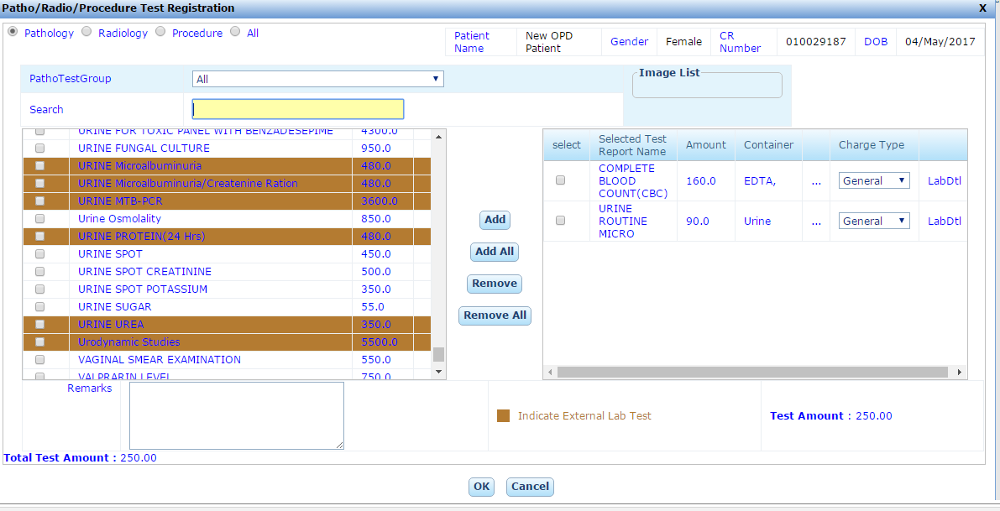 Patho/Radio/Procedure Test Registration X
Pathology Radiology Procedure All
Patient Name New OPD Patient Gender Female CR Number 010029187 DOB 04/May/2017
PathoTestGroup All
Image List
Search
URINE FOR TOXIC PANEL WITH BENZADESEPIME 4300.0
URINE FUNGAL CULTURE 950.0
URINE Microalbuminuria 480.0
URINE Microalbuminuria/Createnine Ration 480.0
URINE MTB-PCR 3600.0
Urine Osmolality 850.0
URINE PROTEIN(24 Hrs) 480.0
URINE SPOT 450.0
URINE SPOT CREATININE 500.0
URINE SPOT POTASSIUM 350.0
URINE SUGAR 55.0
URINE UREA 350.0
Urodynamic Studies 5500.0
VAGINAL SMEAR EXAMINATION 550.0
VALPRARIN LEVEL 750.0
Add
Add All
Remove
Remove All
select Selected Test Report Name Amount Container Charge Type
COMPLETE BLOOD COUNT(CBC) 160.0 EDTA, ... General LabDtl
URINE ROUTINE MICRO 90.0 Urine ... General LabDtl
Remarks
Indicate External Lab Test
Test Amount : 250.00
Total Test Amount : 250.00
OK Cancel